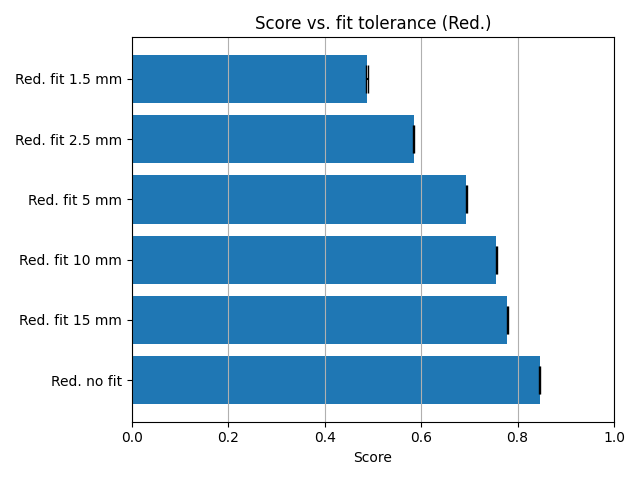 Score vs. fit tolerance (Red.)
Red. fit 1.5 mm
Red. fit 2.5 mm
Red. fit 5 mm
Red. fit 10 mm
Red. fit 15 mm
Red. no fit
0.0 0.2 0.4 0.6 0.8 1.0
Score